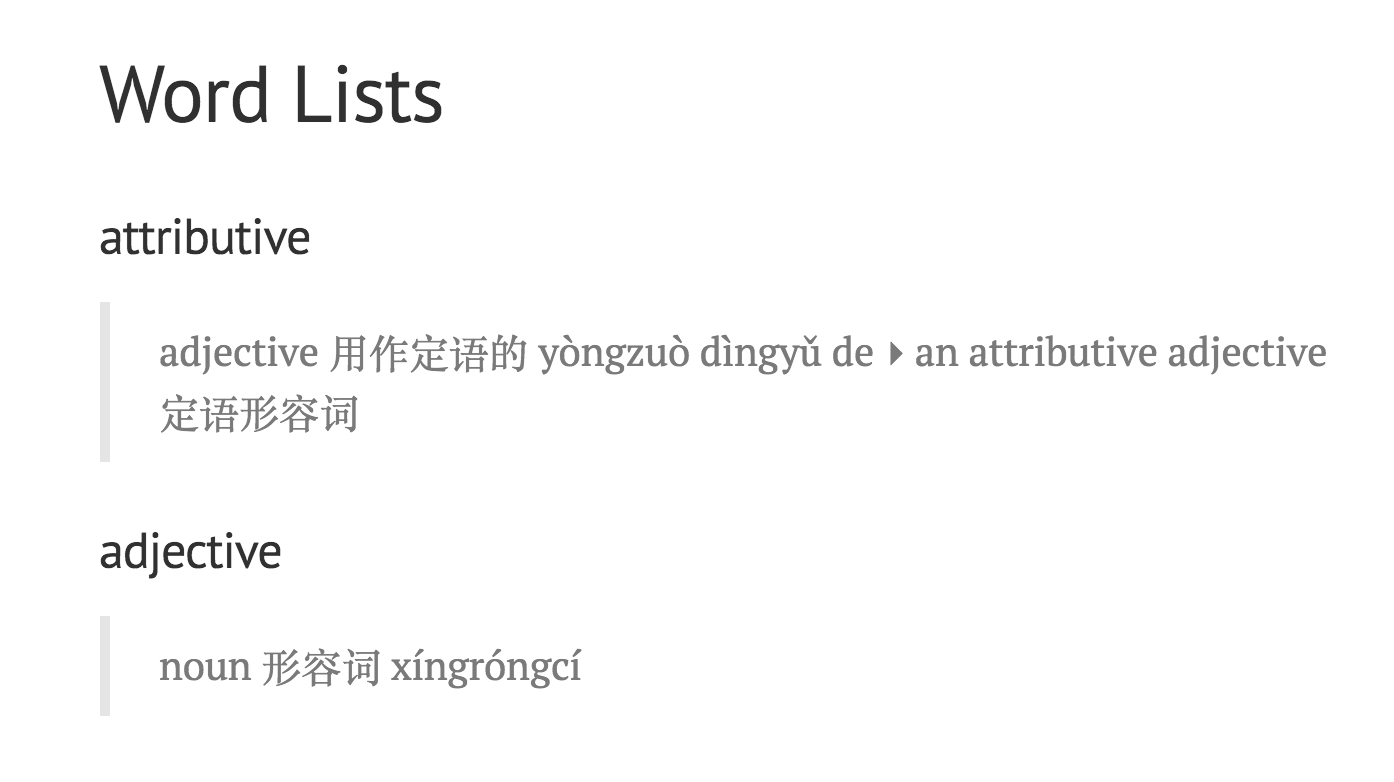 Word Lists
attributive
adjective 用作定语的 yòngzuò dìngyǔ de ▸ an attributive adjective
定语形容词
adjective
noun 形容词 xíngróngcí